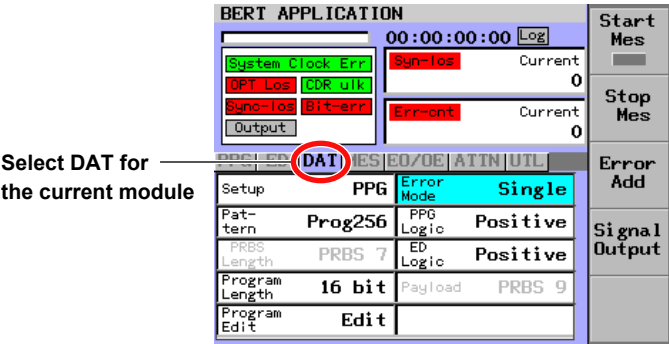 BERT APPLICATION
00:00:00:00 Log
System Clock Err
OPT Los CDR ulk
Sync-los Bit-err
Output
Syn-los Current
0
Err-cnt Current
0
Start
Mes
Stop
Mes
Error
Add
Signal
Output
Select DAT for
the current module
PPG ED DAT MES EO/OE ATTN UTL
Setup PPG Error Mode Single
Pat-tern Prog256 PPG Logic Positive
PRBS Length PRBS 7 ED Logic Positive
Program Length 16 bit Payload PRBS 9
Program Edit Edit